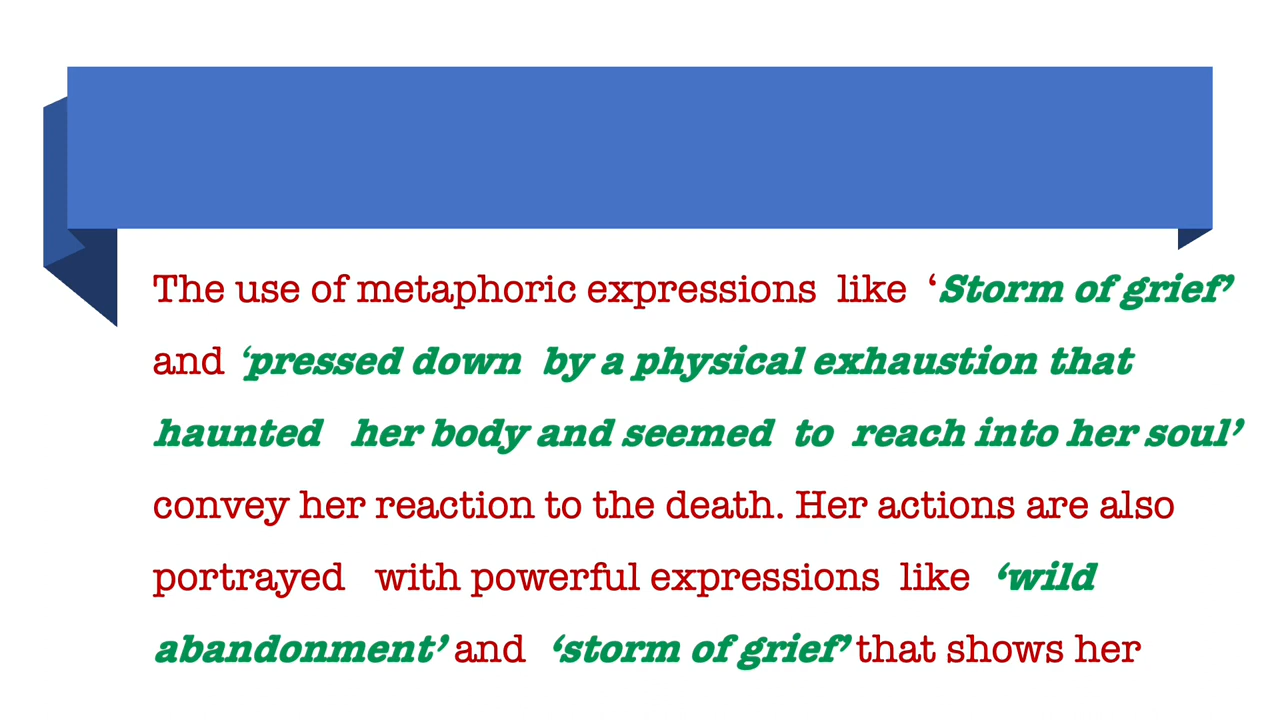 The use of metaphoric expressions like ‘Storm of grief’
and ‘pressed down by a physical exhaustion that
haunted her body and seemed to reach into her soul’
convey her reaction to the death. Her actions are also
portrayed with powerful expressions like ‘wild
abandonment’ and ‘storm of grief’ that shows her